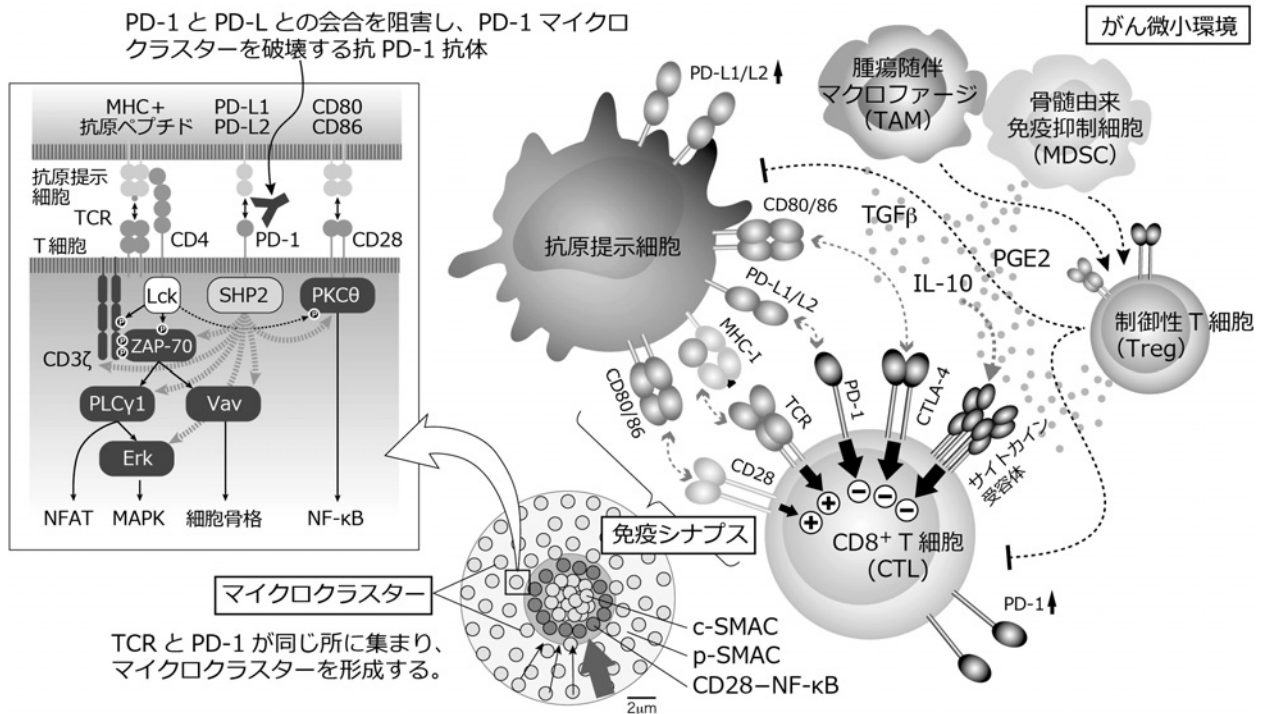 PD-1 と PD-L との会合を阻害し、PD-1 マイクロ
クラスターを破壊する抗 PD-1 抗体
がん微小環境
MHC＋
抗原ペプチド
PD-L1
PD-L2
CD80
CD86
抗原提示
細胞
TCR
T 細胞
CD4
PD-1
CD28
Lck
SHP2
PKCθ
P
P
P
P
P
ZAP-70
CD3ζ
PLCγ1
Vav
Erk
NFAT
MAPK
細胞骨格
NF-κB
PD-L1/L2
腫瘍随伴
マクロファージ
(TAM)
骨髄由来
免疫抑制細胞
(MDSC)
抗原提示細胞
CD80/86
TGFβ
PGE2
IL-10
PD-L1/L2
MHC-I
CD80/86
制御性 T 細胞
(Treg)
TCR
PD-1
CTLA-4
サイトカイン
受容体
CD28
＋
＋
−
−
−
CD8⁺ T 細胞
(CTL)
PD-1
免疫シナプス
マイクロクラスター
TCR と PD-1 が同じ所に集まり、
マイクロクラスターを形成する。
c-SMAC
p-SMAC
CD28−NF-κB
2μm